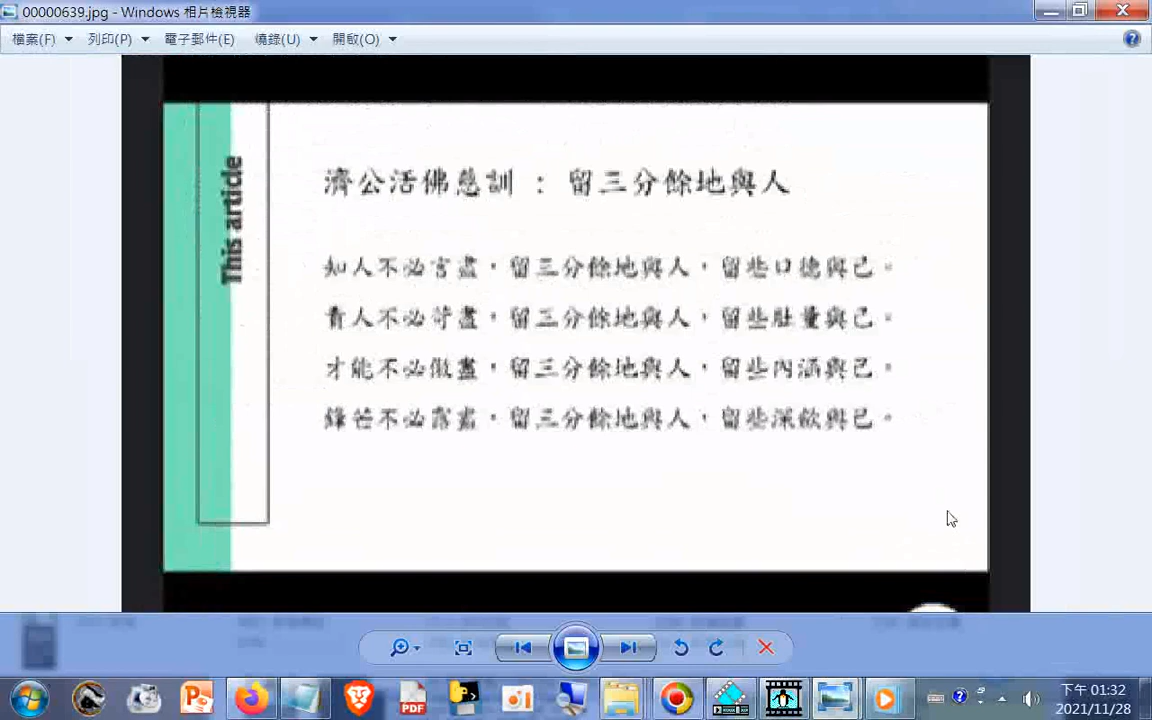 00000639.jpg - Windows 相片檢視器
檔案(F) 列印(P) 電子郵件(E) 燒錄(U) 開啟(O)
This article
濟公活佛慈訓 : 留三分餘地與人
知人不必言盡，留三分餘地與人，留些口德與己。
責人不必苛盡，留三分餘地與人，留些肚量與己。
才能不必傲盡，留三分餘地與人，留些內涵與己。
鋒芒不必露盡，留三分餘地與人，留些深歛與己。
下午 01:32
2021/11/28